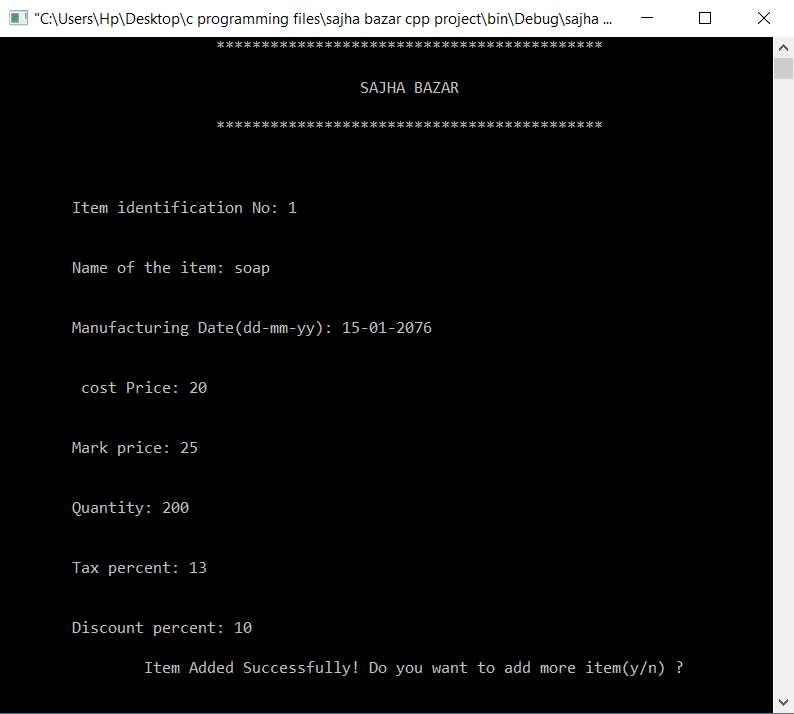 "C:\Users\Hp\Desktop\c programming files\sajha bazar cpp project\bin\Debug\sajha ...
*******************************************
SAJHA BAZAR
*******************************************
Item identification No: 1
Name of the item: soap
Manufacturing Date(dd-mm-yy): 15-01-2076
cost Price: 20
Mark price: 25
Quantity: 200
Tax percent: 13
Discount percent: 10
Item Added Successfully! Do you want to add more item(y/n) ?